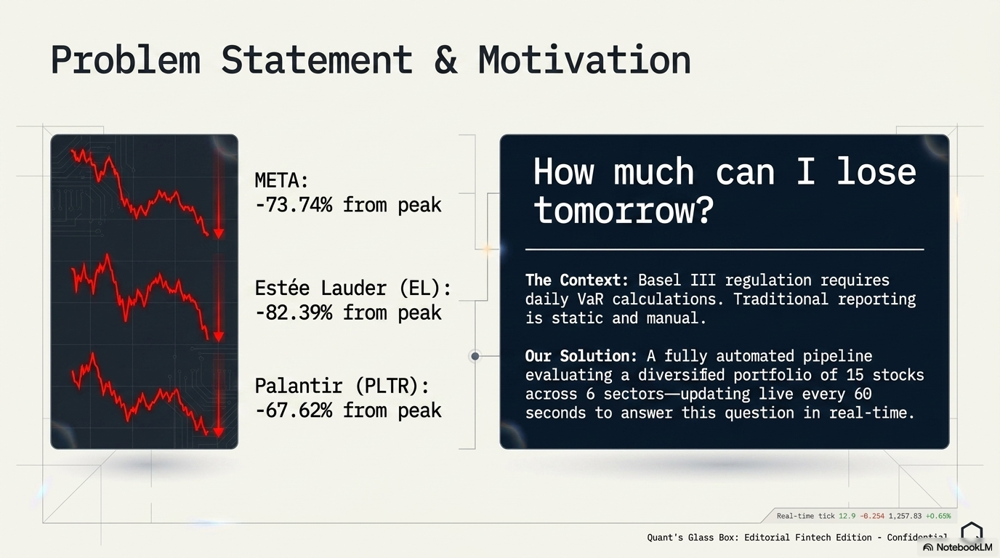 Problem Statement & Motivation
META:
-73.74% from peak
Estée Lauder (EL):
-82.39% from peak
Palantir (PLTR):
-67.62% from peak
How much can I lose
tomorrow?
The Context: Basel III regulation requires
daily VaR calculations. Traditional reporting
is static and manual.
Our Solution: A fully automated pipeline
evaluating a diversified portfolio of 15 stocks
across 6 sectors—updating live every 60
seconds to answer this question in real-time.
Real-time tick 12.9 -0.254 1,257.83 +0.65%
Quant's Glass Box: Editorial Fintech Edition - Confidential
NotebookLM